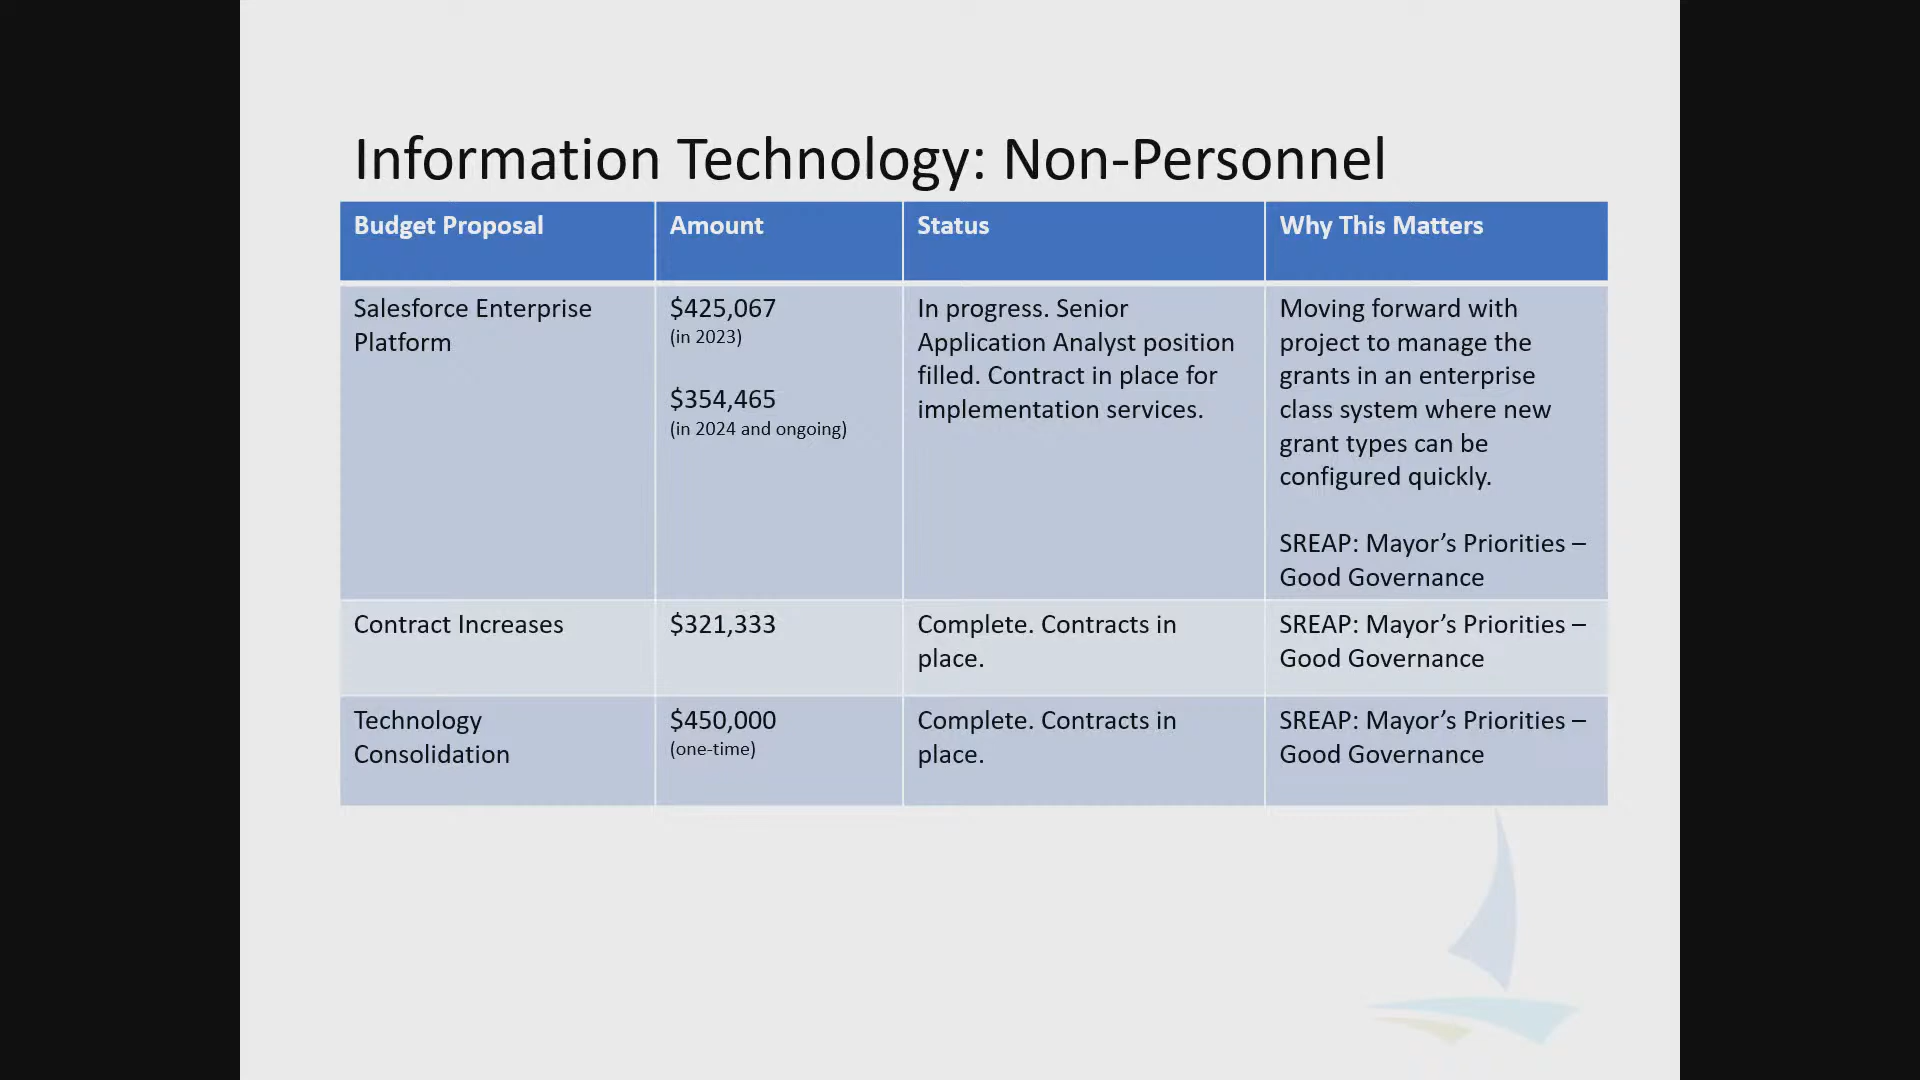 Information Technology: Non-Personnel
Budget Proposal
Amount
Status
Why This Matters
Salesforce Enterprise
Platform
$425,067
(in 2023)
$354,465
(in 2024 and ongoing)
In progress. Senior
Application Analyst position
filled. Contract in place for
implementation services.
Moving forward with
project to manage the
grants in an enterprise
class system where new
grant types can be
configured quickly.
SREAP: Mayor’s Priorities –
Good Governance
Contract Increases
$321,333
Complete. Contracts in
place.
SREAP: Mayor’s Priorities –
Good Governance
Technology
Consolidation
$450,000
(one-time)
Complete. Contracts in
place.
SREAP: Mayor’s Priorities –
Good Governance